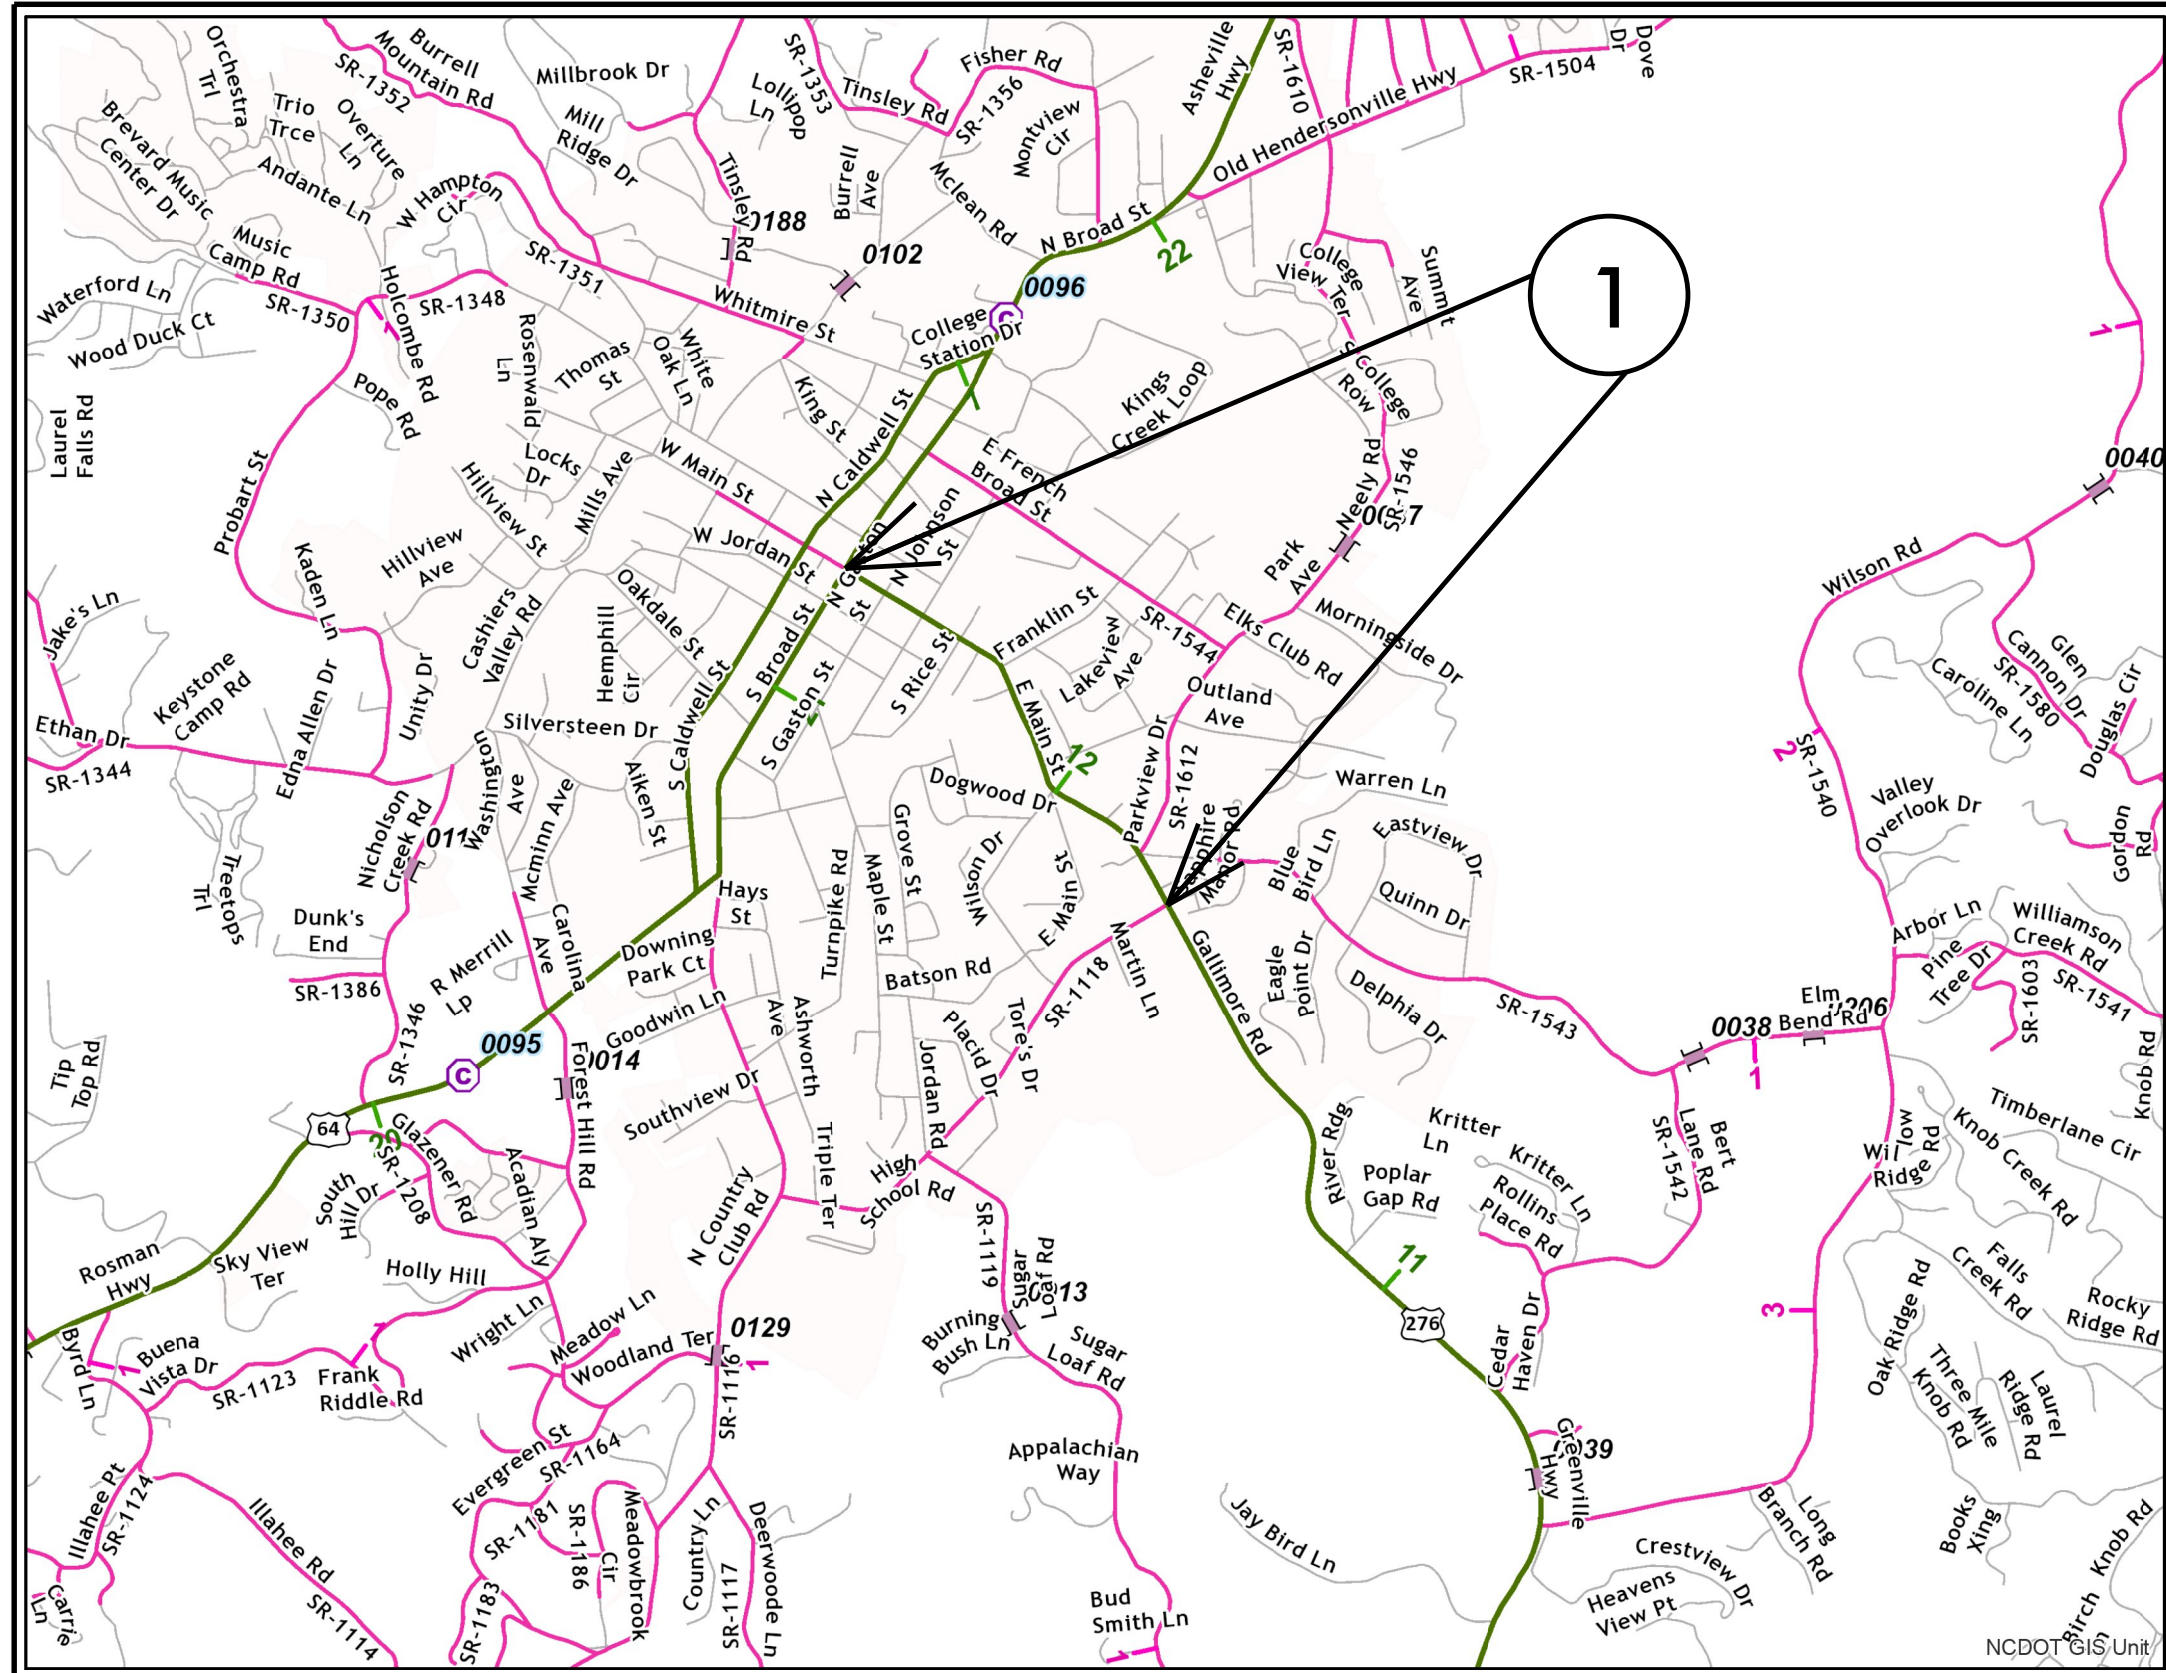 Orchestra
Trl
Burrell
Mountain Rd
SR-1352
Millbrook Dr
SR-1353
Lollipop
Ln
Tinsley Rd
Fisher Rd
SR-1356
Asheville
Hwy
SR-1610
SR-1504
Dove
Dr
Trio
Trce
Overture
Ln
Brevard Music
Center Dr
Andante Ln
Mill
Ridge Dr
Tinsley Rd
Burrell
Ave
Mclean Rd
Montview
Cir
Old Hendersonville Hwy
W Hampton
Cir
0188
0102
N Broad St
22
Music
Camp Rd
SR-1350
Waterford Ln
Wood Duck Ct
Holcombe Rd
SR-1348
SR-1351
Whitmire St
College
Station Dr
C
0096
College
View Ter
Summit
Ave
1
1
1
Laurel
Falls Rd
Pope Rd
Rosenwald
Ln
Thomas
St
White
Oak Ln
King St
N Caldwell St
Kings
Creek Loop
S College
Row
0040
Probart St
Locks
Dr
Mills Ave
W Main St
E French
Broad St
Neely Rd
SR-1546
Hillview St
Hillview
Ave
W Jordan St
N Gaston
St
N Johnson
St
Park
Ave
Wilson Rd
Kaden Ln
Jake's Ln
Cashiers
Valley Rd
Hemphill
Cir
Oakdale St
S Broad St
S Rice St
Franklin St
Lakeview
Ave
SR-1544
Elks Club Rd
Morningside Dr
Glen
Cannon Dr
SR-1580
Caroline Ln
Douglas Cir
Keystone
Camp Rd
Edna Allen Dr
Unity Dr
Silversteen Dr
S Caldwell St
S Gaston St
E Main St
12
Outland
Ave
Parkview Dr
SR-1612
2
SR-1540
Ethan Dr
SR-1344
Washington
Ave
Mcminn Ave
Aiken St
Dogwood Dr
Warren Ln
Valley
Overlook Dr
Gordon
Rd
Nicholson
Creek Rd
Treetops
Trl
Turnpike Rd
Maple St
Grove St
Wilson Dr
E Main St
Sapphire
Manor Rd
Blue
Bird Ln
Eastview Dr
Quinn Dr
Dunk's
End
SR-1386
R Merrill
Lp
Carolina
Ave
Hays
St
Downing
Park Ct
Batson Rd
Martin Ln
SR-1118
Gallimore Rd
Eagle
Point Dr
Delphia Dr
SR-1543
Arbor Ln
Pine
Tree Dr
Williamson
Creek Rd
SR-1603
SR-1541
SR-1346
0095
C
Goodwin Ln
0014
Ashworth
Ave
Placid Dr
Tore's Dr
0038
Elm
Bend Rd
1
Knob Rd
Tip
Top Rd
64
Glazener Rd
SR-1208
Forest Hill Rd
Southview Dr
Jordan Rd
Triple Ter
River Rdg
Kritter
Ln
Bert
Lane Rd
SR-1542
Willow
Ridge Rd
Timberlane Cir
Knob Creek Rd
South
Hill Dr
Acadian Aly
N Country
Club Rd
High
School Rd
SR-1119
Poplar
Gap Rd
Kritter Ln
Rollins
Place Rd
Rosman
Hwy
Sky View
Ter
Holly Hill
Sugar
Loaf Rd
11
276
3
Oak Ridge Rd
Falls
Creek Rd
Rocky
Ridge Rd
Byrd Ln
1
Buena
Vista Dr
SR-1123
Frank
Riddle Rd
1
Wright Ln
Meadow Ln
Woodland Ter
0129
1
SR-1116
Burning
Bush Ln
Sugar
Loaf Rd
Cedar
Haven Dr
Three Mile
Knob Rd
Laurel
Ridge Rd
Illahee Pt
SR-1124
Illahee Rd
SR-1114
Evergreen St
SR-1164
SR-1181
SR-1186
Meadowbrook
Cir
SR-1183
Country Ln
SR-1117
Deerwoode Ln
Appalachian
Way
Greenville
Hwy
Jay Bird Ln
Long
Branch Rd
Books
Xing
Carrie
Ln
Bud
Smith Ln
1
Crestview Dr
Heavens
View Pt
Birch Knob Rd
NCDOT GIS Unit